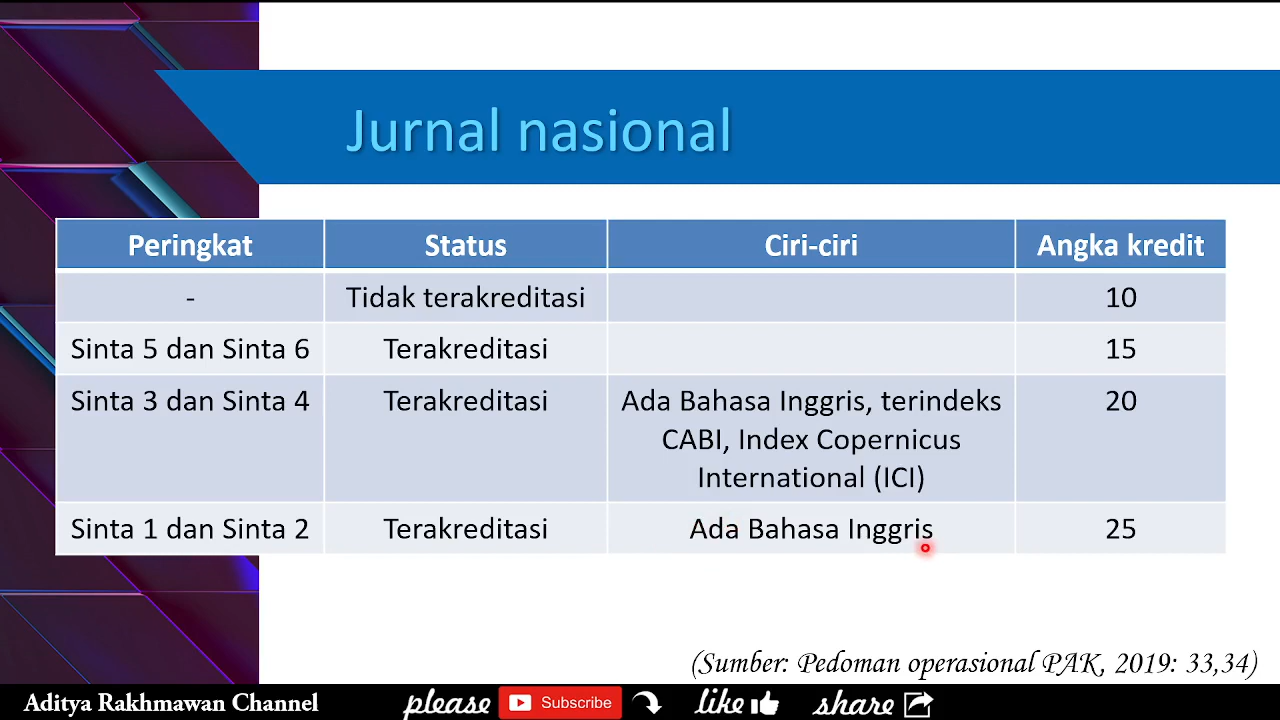 Jurnal nasional
Peringkat Status Ciri-ciri Angka kredit
- Tidak terakreditasi 10
Sinta 5 dan Sinta 6 Terakreditasi 15
Sinta 3 dan Sinta 4 Terakreditasi Ada Bahasa Inggris, terindeks 20
CABI, Index Copernicus
International (ICI)
Sinta 1 dan Sinta 2 Terakreditasi Ada Bahasa Inggris 25
(Sumber: Pedoman operasional PAK, 2019: 33,34)
Aditya Rakhmawan Channel please Subscribe like share